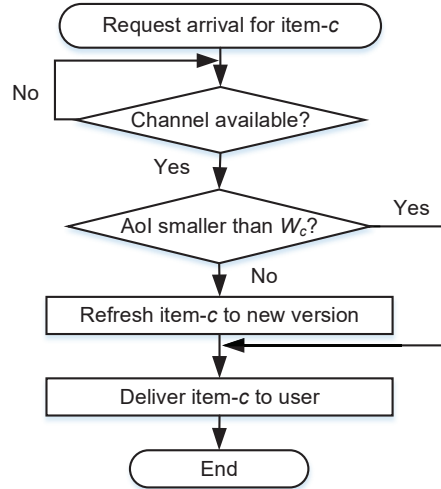 Request arrival for item-c
No
Channel available?
Yes
AoI smaller than W_c?
Yes
No
Refresh item-c to new version
Deliver item-c to user
End